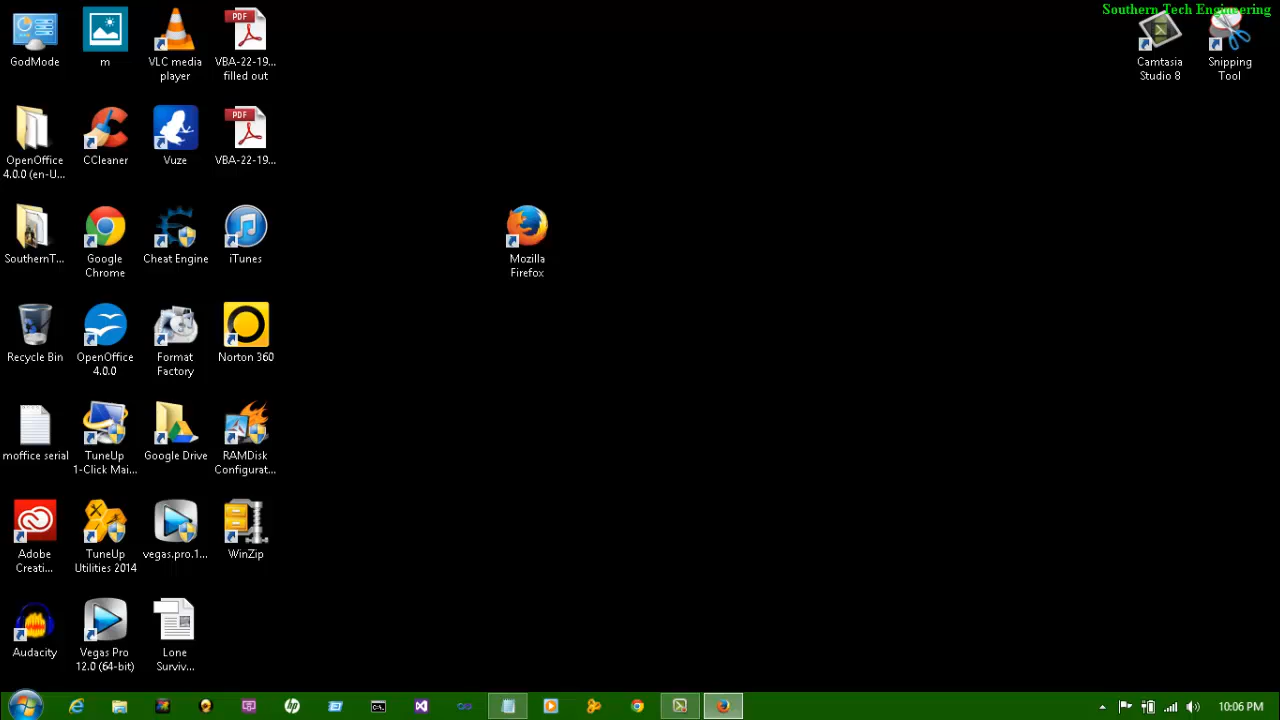 Southern Tech Engineering
GodMode
m
VLC media
player
PDF
VBA-22-19...
filled out
Camtasia
Studio 8
Snipping
Tool
OpenOffice
4.0.0 (en-U...
CCleaner
Vuze
PDF
VBA-22-19...
SouthernT...
Google
Chrome
Cheat Engine
iTunes
Mozilla
Firefox
Recycle Bin
OpenOffice
4.0.0
Format
Factory
Norton 360
moffice serial
TuneUp
1-Click Mai...
Google Drive
RAMDisk
Configurat...
Adobe
Creati...
TuneUp
Utilities 2014
vegas.pro.1...
WinZip
Audacity
Vegas Pro
12.0 (64-bit)
Lone
Surviv...
10:06 PM